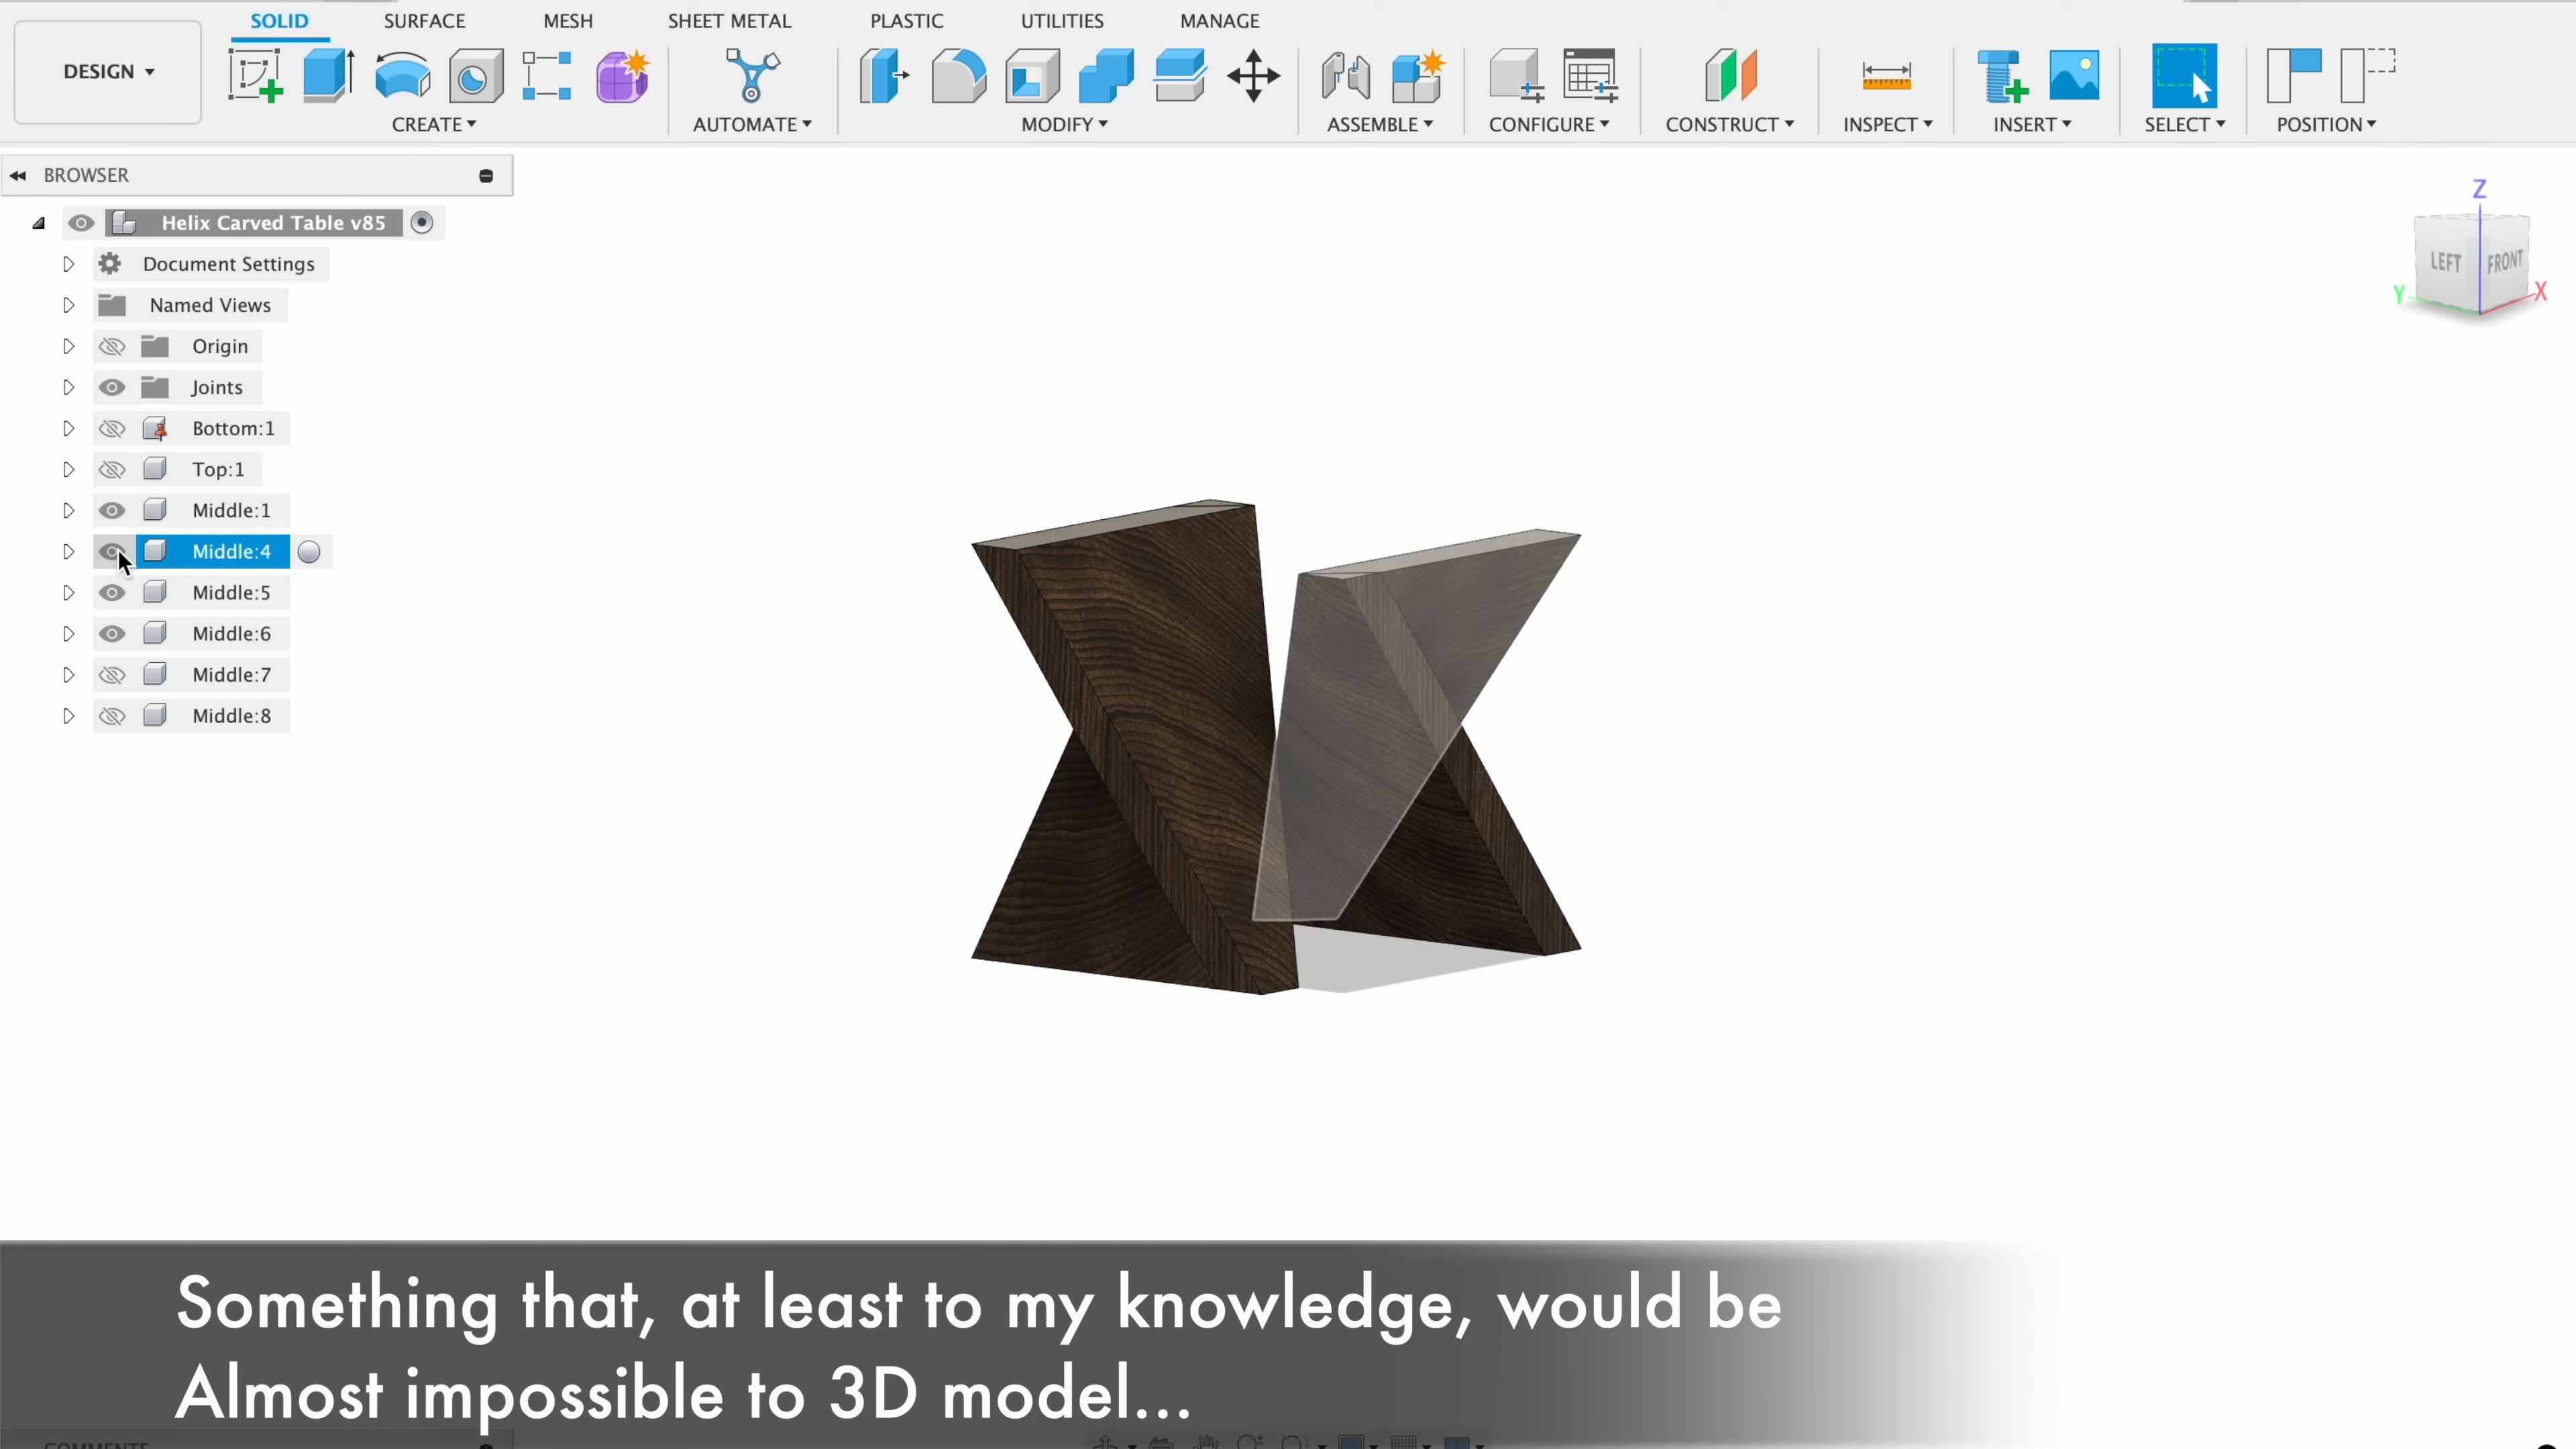 SOLID SURFACE MESH SHEET METAL PLASTIC UTILITIES MANAGE
DESIGN
CREATE AUTOMATE MODIFY ASSEMBLE CONFIGURE CONSTRUCT INSPECT INSERT SELECT POSITION
BROWSER
Helix Carved Table v85
Document Settings
Named Views
Origin
Joints
Bottom:1
Top:1
Middle:1
Middle:4
Middle:5
Middle:6
Middle:7
Middle:8
Z
LEFT FRONT
Y X
Something that, at least to my knowledge, would be
Almost impossible to 3D model...
COMMENTS